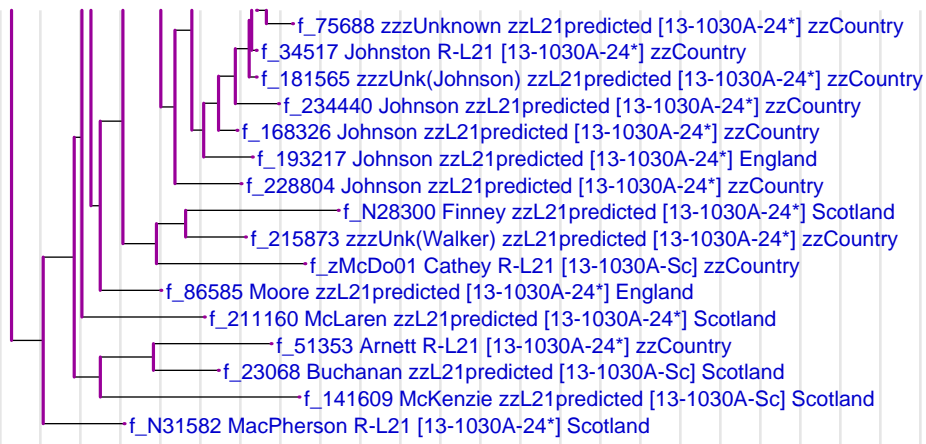 f_75688 zzzUnknown zzL21predicted [13-1030A-24*] zzCountry
f_34517 Johnston R-L21 [13-1030A-24*] zzCountry
f_181565 zzzUnk(Johnson) zzL21predicted [13-1030A-24*] zzCountry
f_234440 Johnson zzL21predicted [13-1030A-24*] zzCountry
f_168326 Johnson zzL21predicted [13-1030A-24*] zzCountry
f_193217 Johnson zzL21predicted [13-1030A-24*] England
f_228804 Johnson zzL21predicted [13-1030A-24*] zzCountry
f_N28300 Finney zzL21predicted [13-1030A-24*] Scotland
f_215873 zzzUnk(Walker) zzL21predicted [13-1030A-24*] zzCountry
f_zMcDo01 Cathey R-L21 [13-1030A-Sc] zzCountry
f_86585 Moore zzL21predicted [13-1030A-24*] England
f_211160 McLaren zzL21predicted [13-1030A-24*] Scotland
f_51353 Arnett R-L21 [13-1030A-24*] zzCountry
f_23068 Buchanan zzL21predicted [13-1030A-Sc] Scotland
f_141609 McKenzie zzL21predicted [13-1030A-Sc] Scotland
f_N31582 MacPherson R-L21 [13-1030A-24*] Scotland